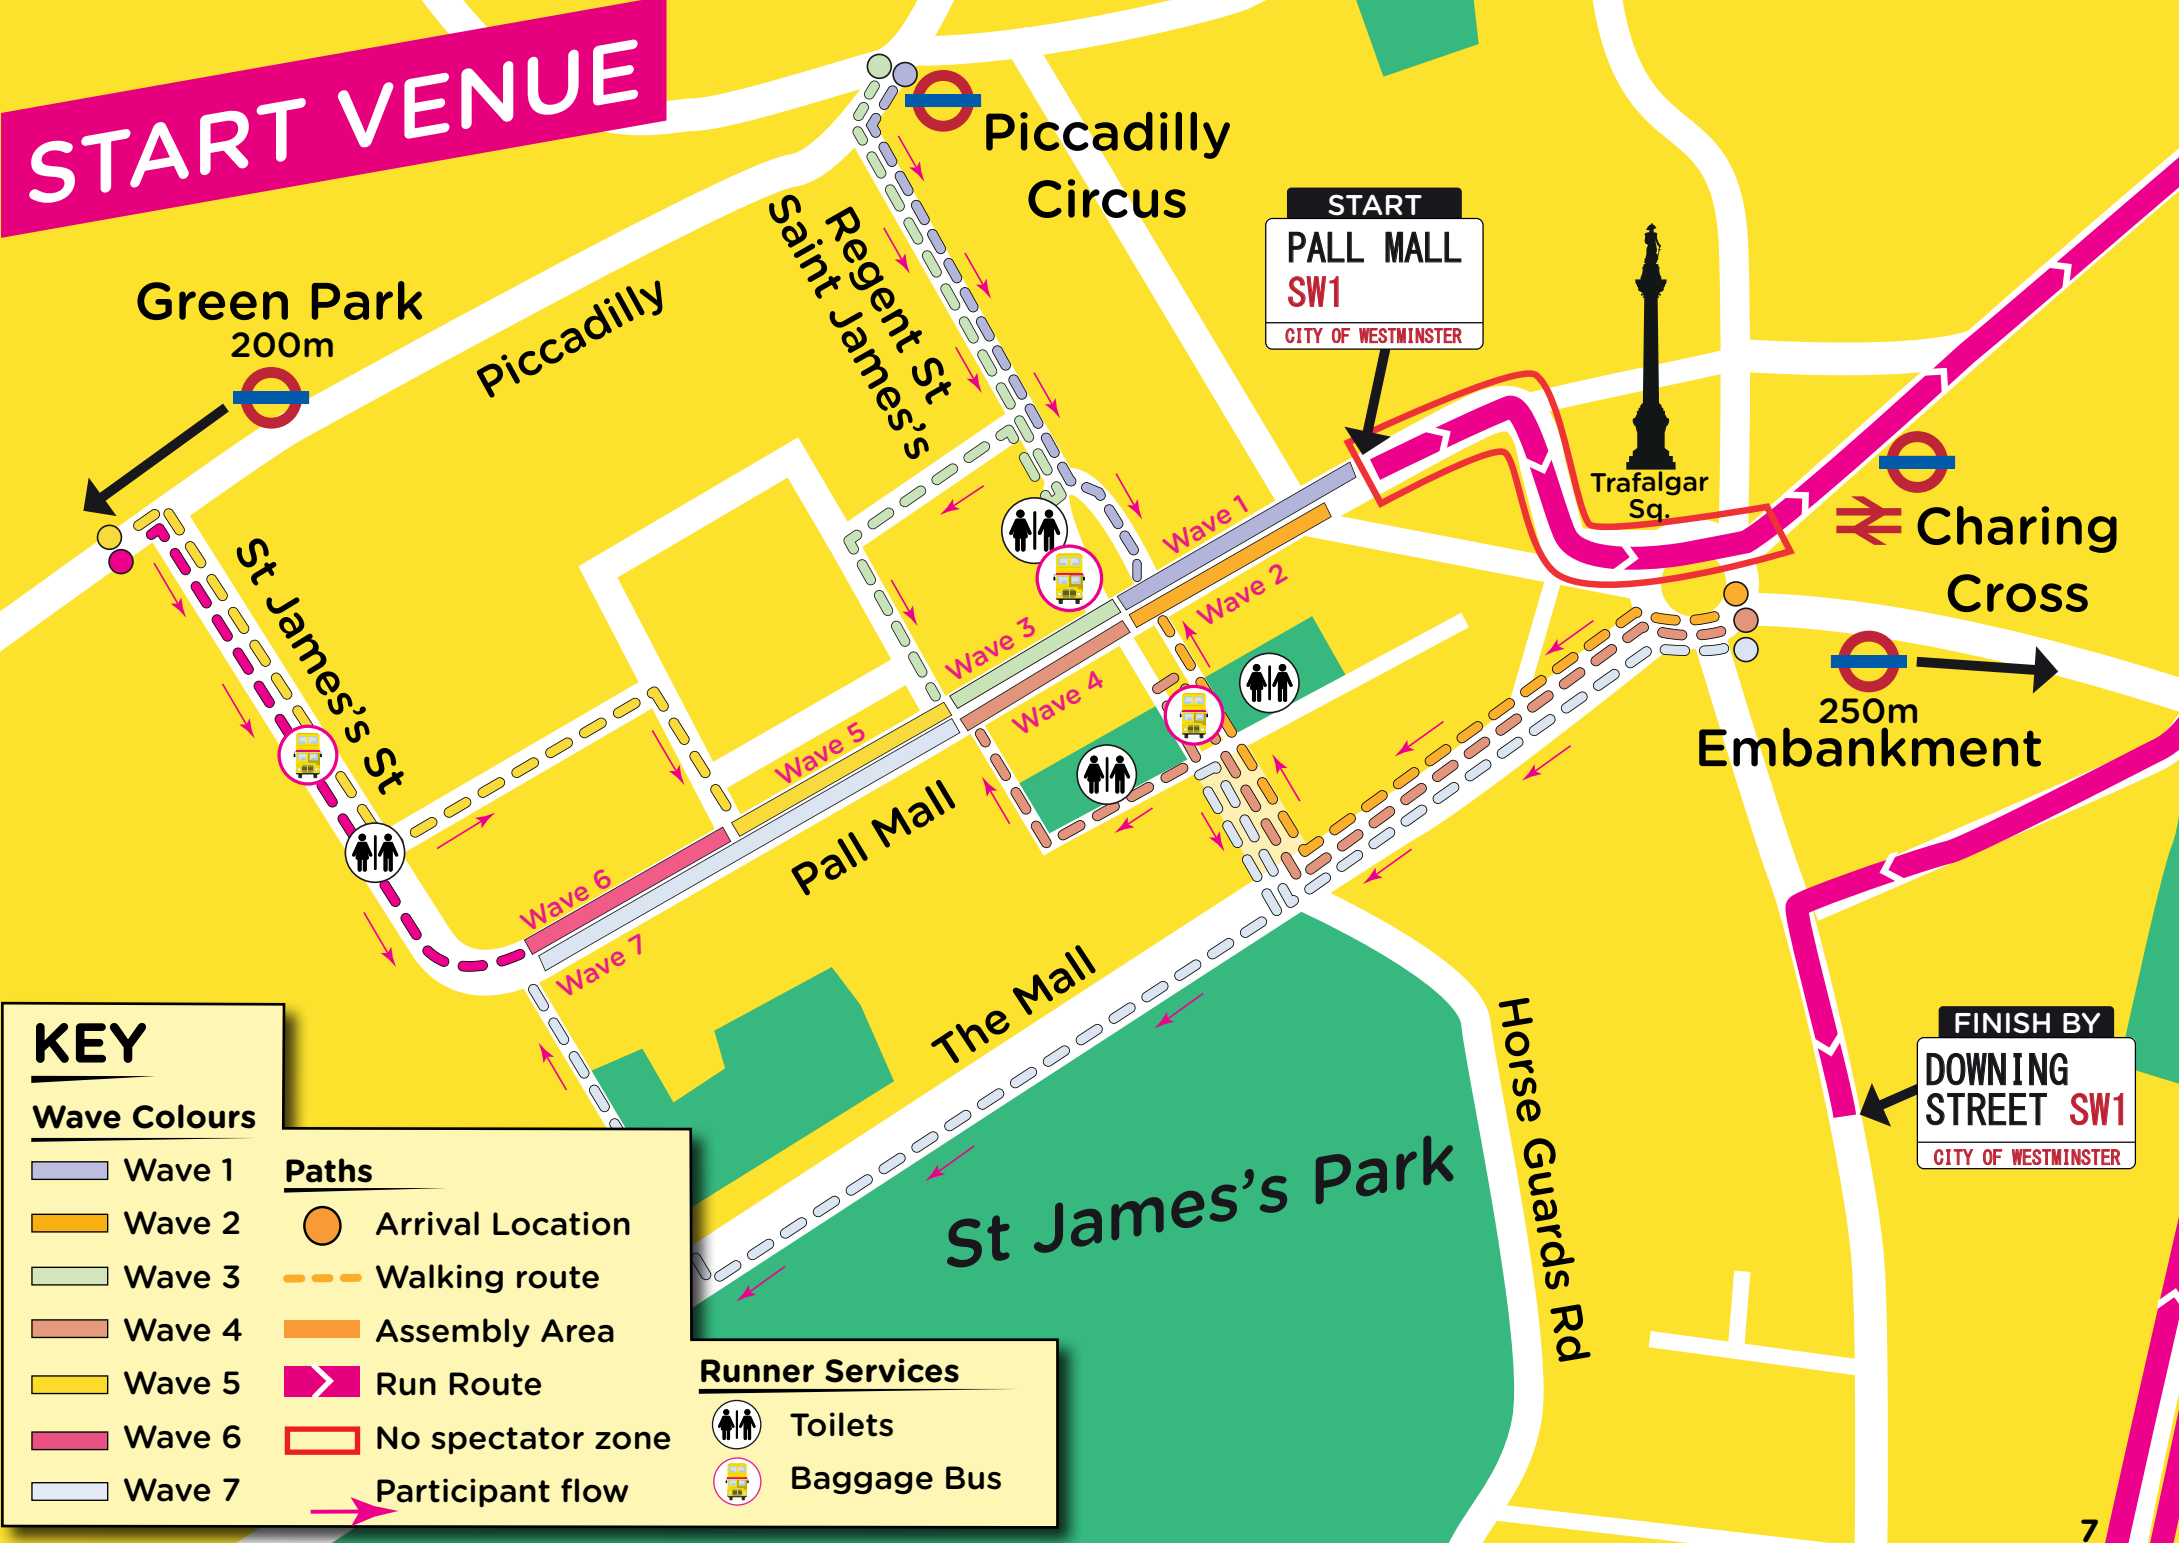 START VENUE
Piccadilly
Circus
Green Park
200m
Piccadilly
Regent St
Saint James's
START
PALL MALL
SW1
CITY OF WESTMINSTER
Trafalgar
Sq.
Charing
Cross
250m
Embankment
St James's St
Wave 1
Wave 2
Wave 3
Wave 4
Wave 5
Wave 6
Wave 7
Pall Mall
The Mall
Horse Guards Rd
St James’s Park
FINISH BY
DOWNING
STREET SW1
CITY OF WESTMINSTER
KEY
Wave Colours
Wave 1
Wave 2
Wave 3
Wave 4
Wave 5
Wave 6
Wave 7
Paths
Arrival Location
Walking route
Assembly Area
Run Route
No spectator zone
Participant flow
Runner Services
Toilets
Baggage Bus
7